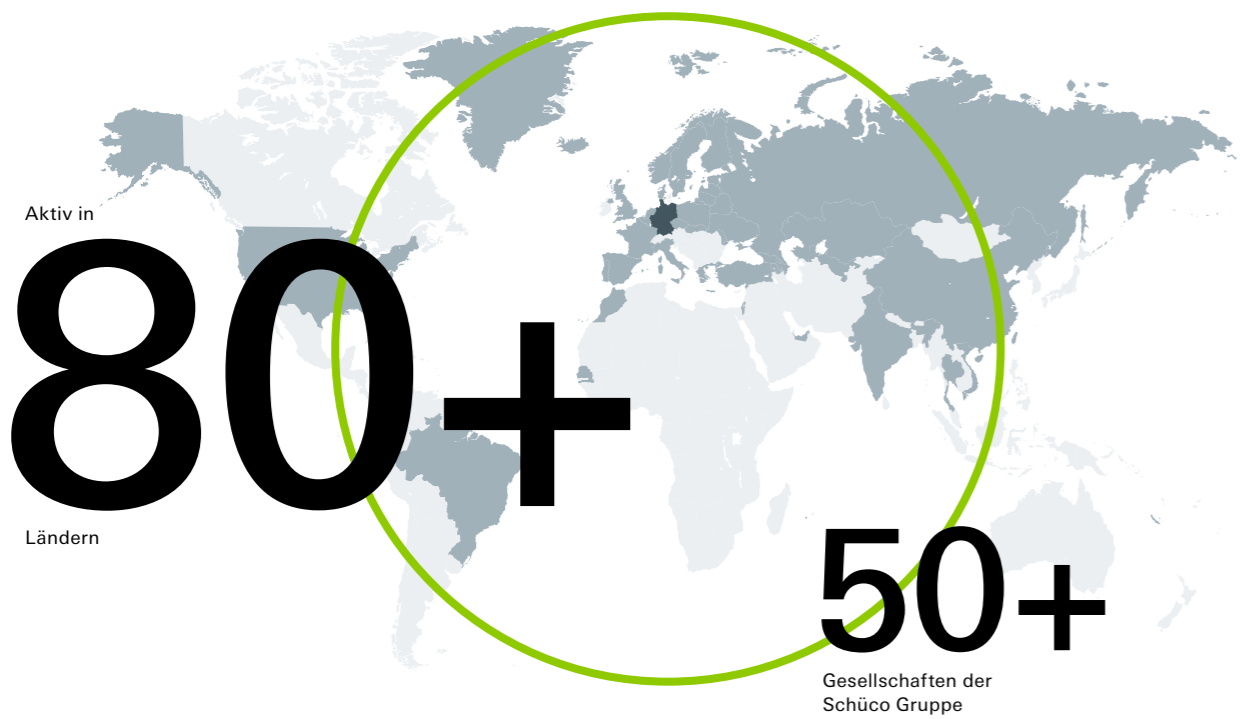 Aktiv in
80+
Ländern
50+
Gesellschaften der
Schüco Gruppe